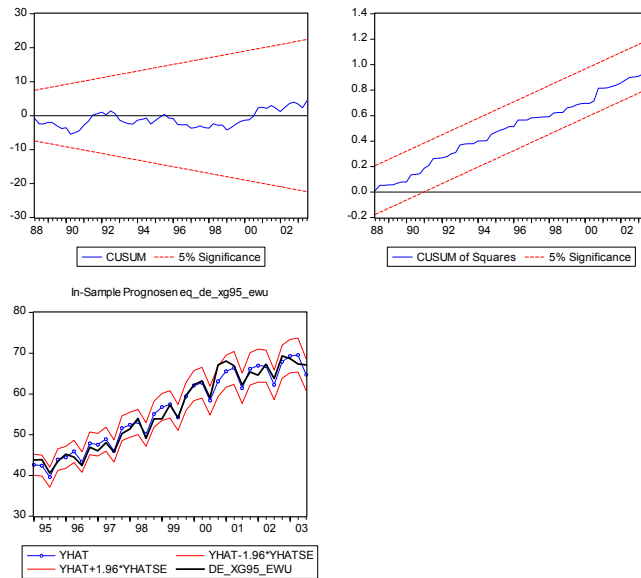 30
20
10
0
-10
-20
-30
88 90 92 94 96 98 00 02
CUSUM 5% Significance
1.4
1.2
1.0
0.8
0.6
0.4
0.2
0.0
-0.2
88 90 92 94 96 98 00 02
CUSUM of Squares 5% Significance
In-Sample Prognosen eq_de_xg95_ewu
80
70
60
50
40
30
95 96 97 98 99 00 01 02 03
YHAT YHAT-1.96*YHATSE
YHAT+1.96*YHATSE DE_XG95_EWU